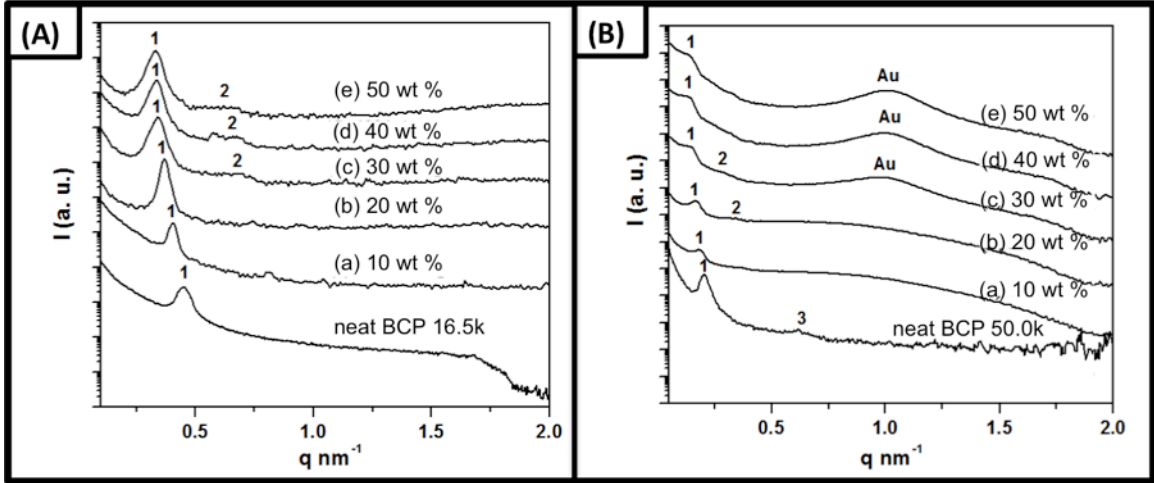 (A)
1
1
2
(e) 50 wt %
1
2
(d) 40 wt %
1
2
(c) 30 wt %
1
(b) 20 wt %
1
(a) 10 wt %
neat BCP 16.5k
I (a. u.)
0.5 1.0 1.5 2.0
q nm⁻¹
(B)
1
Au
(e) 50 wt %
1
Au
(d) 40 wt %
1
2
Au
(c) 30 wt %
1
2
(b) 20 wt %
1
(a) 10 wt %
1
3
neat BCP 50.0k
I (a. u.)
0.5 1.0 1.5 2.0
q nm⁻¹